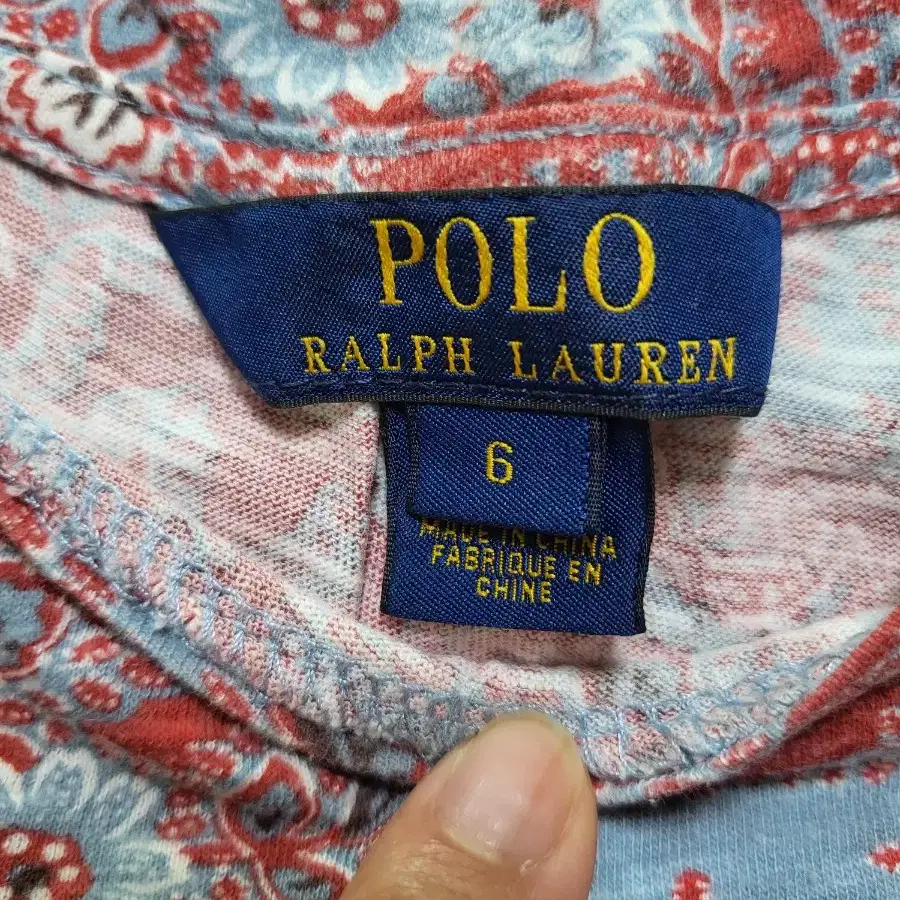 POLO
RALPH LAUREN
6
MADE IN CHINA
FABRIQUE EN
CHINE